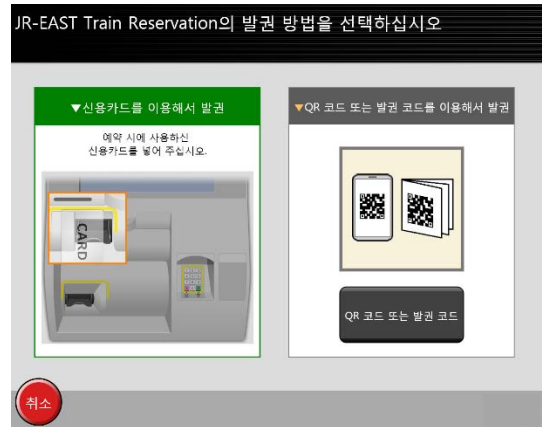 JR-EAST Train Reservation의 발권 방법을 선택하십시오
▼신용카드를 이용해서 발권
예약 시에 사용하신
신용카드를 넣어 주십시오.
CARD
▼QR 코드 또는 발권 코드를 이용해서 발권
QR 코드 또는 발권 코드
취소